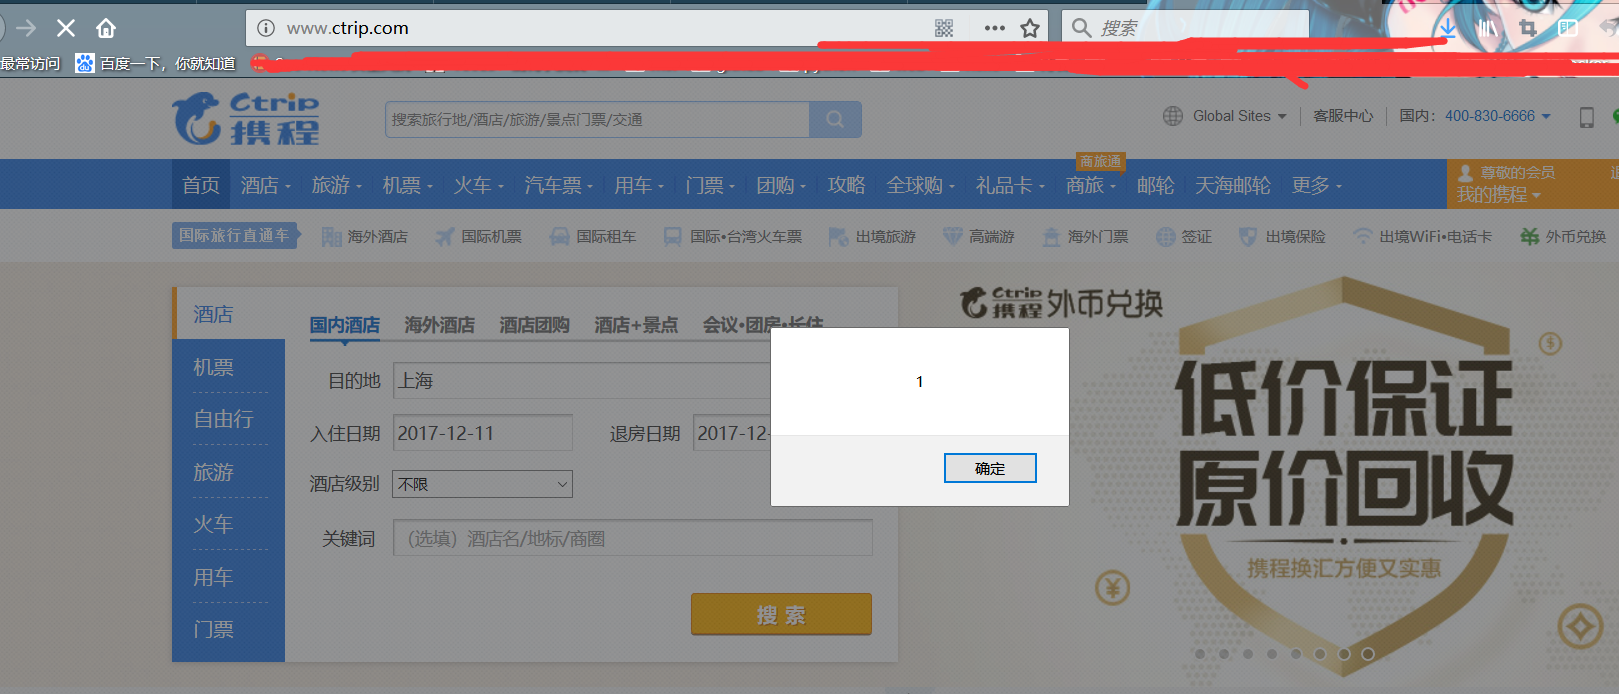 www.ctrip.com
搜索
最常访问 百度一下，你就知道
Ctrip
携程
搜索旅行地/酒店/旅游/景点门票/交通
Global Sites 客服中心 国内：400-830-6666
商旅通
首页 酒店 旅游 机票 火车 汽车票 用车 门票 团购 攻略 全球购 礼品卡 商旅 邮轮 天海邮轮 更多
尊敬的会员
我的携程
国际旅行直通车 海外酒店 国际机票 国际租车 国际•台湾火车票 出境旅游 高端游 海外门票 签证 出境保险 出境WiFi•电话卡 外币兑换
酒店
机票
自由行
旅游
火车
用车
门票
国内酒店 海外酒店 酒店团购 酒店+景点 会议•团房•长住
目的地 上海
入住日期 2017-12-11 退房日期 2017-12-
酒店级别 不限
关键词 （选填）酒店名/地标/商圈
搜索
1
确定
Ctrip
携程 外币兑换
低价保证
原价回收
携程换汇方便又实惠